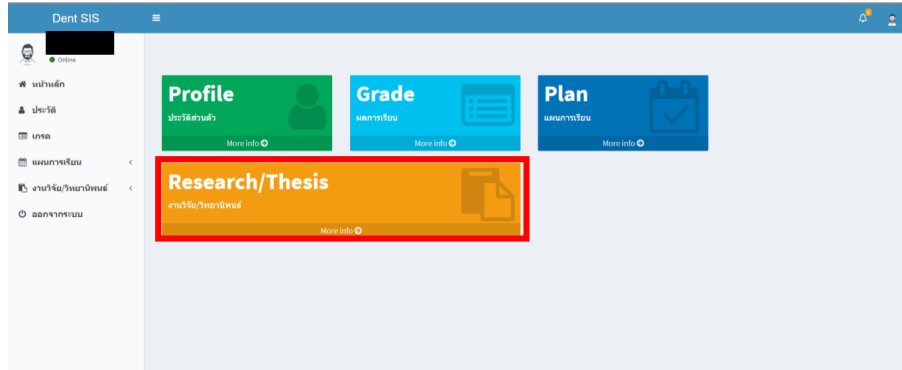 Dent SIS
Online
หน้าหลัก
ประวัติ
เกรด
แผนการเรียน
งานวิจัย/วิทยานิพนธ์
ออกจากระบบ
Profile
ประวัติส่วนตัว
More info
Grade
ผลการเรียน
More info
Plan
แผนการเรียน
More info
Research/Thesis
งานวิจัย/วิทยานิพนธ์
More info